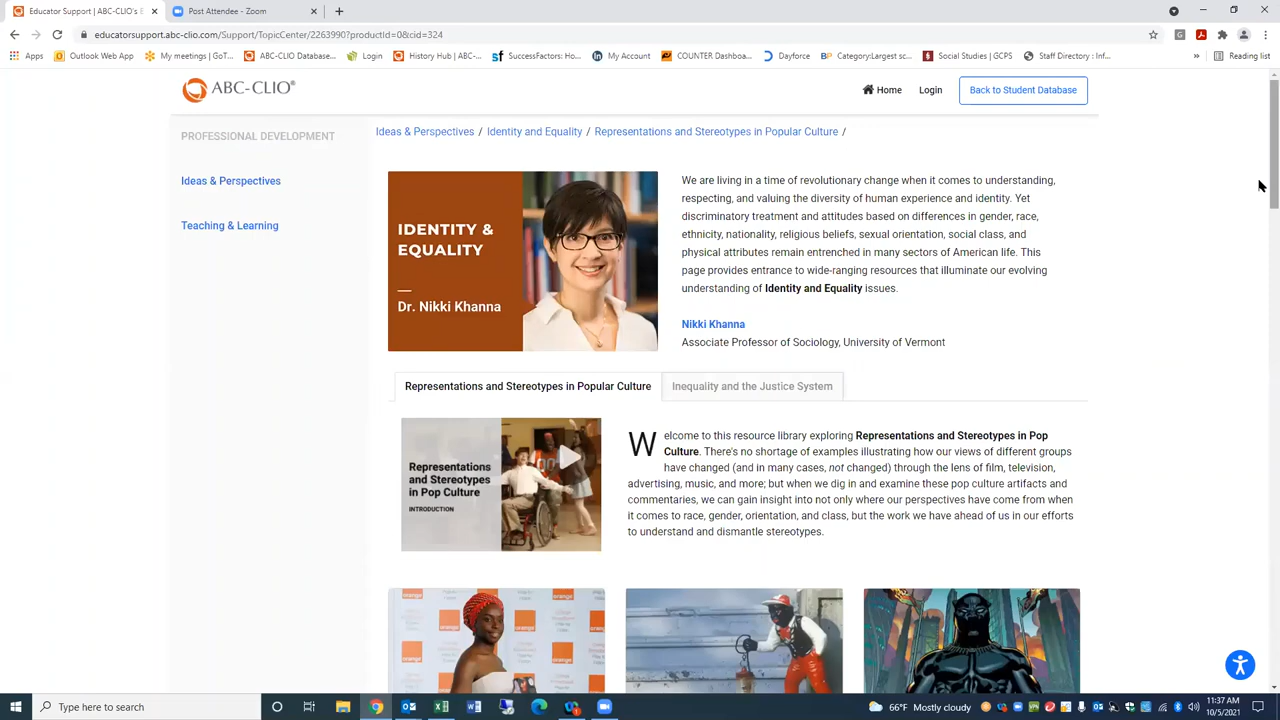 Educator Support | ABC-CLIO's E
Post Attendee - Zoom
educatorsupport.abc-clio.com/Support/TopicCenter/2263990?productId=0&cid=324
Apps
Outlook Web App
My meetings | GoT...
ABC-CLIO Database...
Login
History Hub | ABC-...
SuccessFactors: Ho...
My Account
COUNTER Dashboa...
Dayforce
Category:Largest sc...
Social Studies | GCPS
Staff Directory : Inf...
»
Reading list
ABC-CLIO®
Home
Login
Back to Student Database
PROFESSIONAL DEVELOPMENT
Ideas & Perspectives
Teaching & Learning
Ideas & Perspectives / Identity and Equality / Representations and Stereotypes in Popular Culture /
IDENTITY &
EQUALITY
Dr. Nikki Khanna
We are living in a time of revolutionary change when it comes to understanding,
respecting, and valuing the diversity of human experience and identity. Yet
discriminatory treatment and attitudes based on differences in gender, race,
ethnicity, nationality, religious beliefs, sexual orientation, social class, and
physical attributes remain entrenched in many sectors of American life. This
page provides entrance to wide-ranging resources that illuminate our evolving
understanding of Identity and Equality issues.
Nikki Khanna
Associate Professor of Sociology, University of Vermont
Representations and Stereotypes in Popular Culture
Inequality and the Justice System
Representations
and Stereotypes
in Pop Culture
INTRODUCTION
Welcome to this resource library exploring Representations and Stereotypes in Pop
Culture. There's no shortage of examples illustrating how our views of different groups
have changed (and in many cases, not changed) through the lens of film, television,
advertising, music, and more; but when we dig in and examine these pop culture artifacts and
commentaries, we can gain insight into not only where our perspectives have come from when
it comes to race, gender, orientation, and class, but the work we have ahead of us in our efforts
to understand and dismantle stereotypes.
orange
orange
orange
Type here to search
66°F Mostly cloudy
11:37 AM
10/5/2021